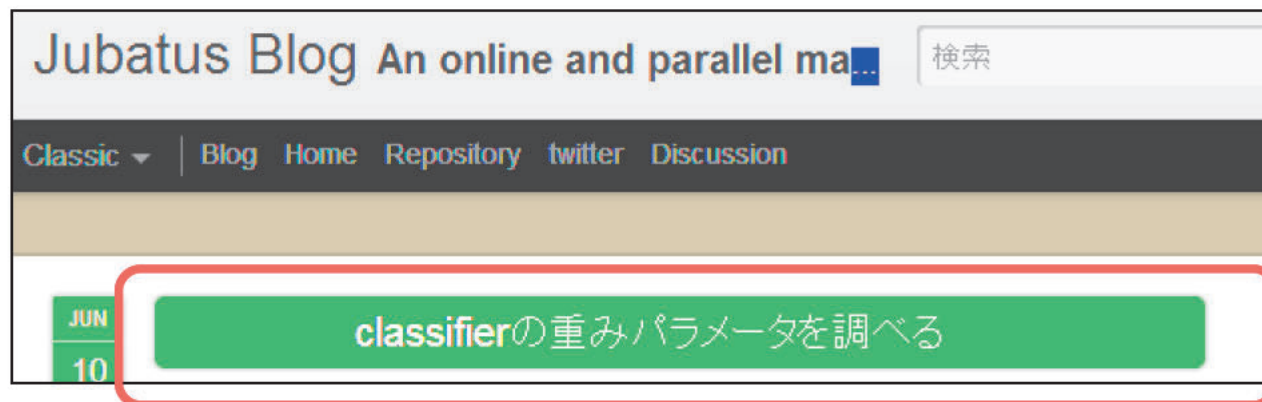 Jubatus Blog An online and parallel ma... 検索
Classic Blog Home Repository twitter Discussion
JUN
10
classifierの重みパラメータを調べる